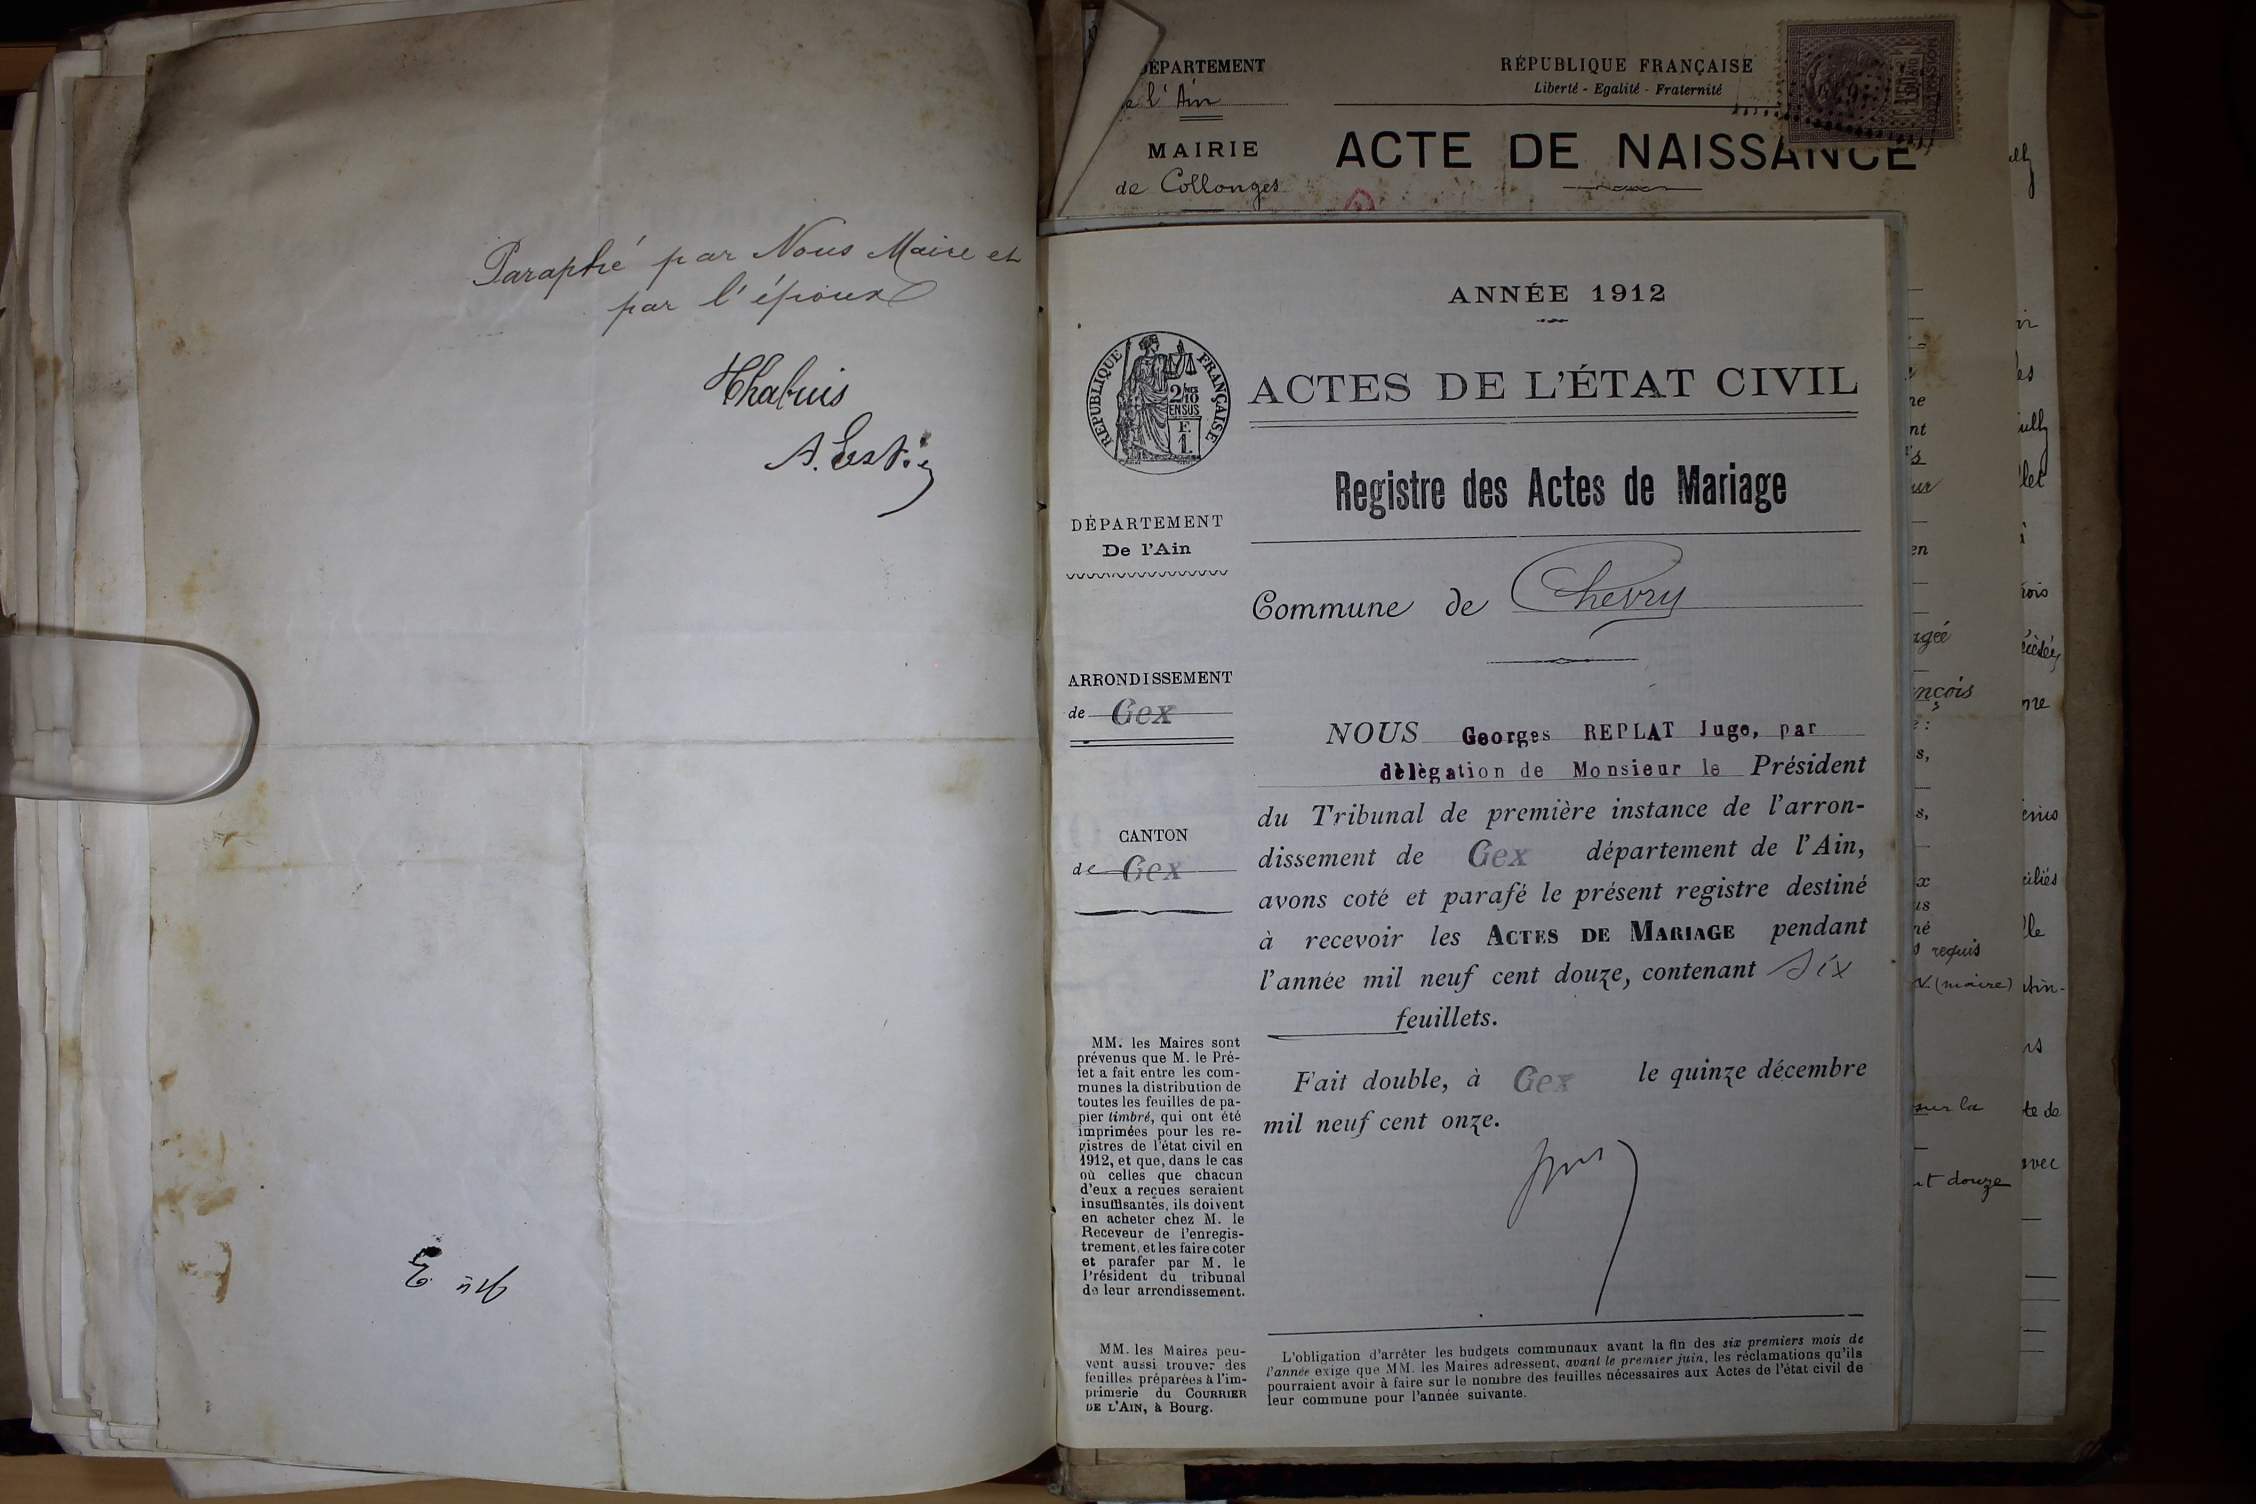 Paraphé par Nous Maire et
par l'époux
DÉPARTEMENT
de l'Ain
MAIRIE
de Collonges
RÉPUBLIQUE FRANÇAISE
Liberté - Egalité - Fraternité
ACTE DE NAISSANCE
ANNÉE 1912
RÉPUBLIQUE FRANÇAISE
ACTES DE L'ÉTAT CIVIL
Registre des Actes de Mariage
DÉPARTEMENT
De l'Ain
Commune de Chevry
ARRONDISSEMENT
de Gex
CANTON
de Gex
NOUS Georges REPLAT Juge, par
délègation de Monsieur le Président
du Tribunal de première instance de l'arron-
dissement de Gex département de l'Ain,
avons coté et parafé le présent registre destiné
à recevoir les ACTES DE MARIAGE pendant
l'année mil neuf cent douze, contenant Six
feuillets.
Fait double, à Gex le quinze décembre
mil neuf cent onze.
MM. les Maires sont
prévenus que M. le Pré-
fet a fait entre les com-
munes la distribution de
toutes les feuilles de pa-
pier timbré, qui ont été
imprimées pour les re-
gistres de l'état civil en
1912, et que, dans le cas
où celles que chacun
d'eux a reçues seraient
insuffisantes, ils doivent
en acheter chez M. le
Receveur de l'enregis-
trement, et les faire coter
et parafer par M. le
Président du tribunal
de leur arrondissement.
MM. les Maires peu-
vent aussi trouver des
feuilles préparées à l'im-
primerie du COURRIER
DE L'AIN, à Bourg.
L'obligation d'arrêter les budgets communaux avant la fin des six premiers mois de
l'année exige que MM. les Maires adressent, avant le premier juin, les réclamations qu'ils
pourraient avoir à faire sur le nombre des feuilles nécessaires aux Actes de l'état civil de
leur commune pour l'année suivante.
requis
(maire)
sur la
avec
douze